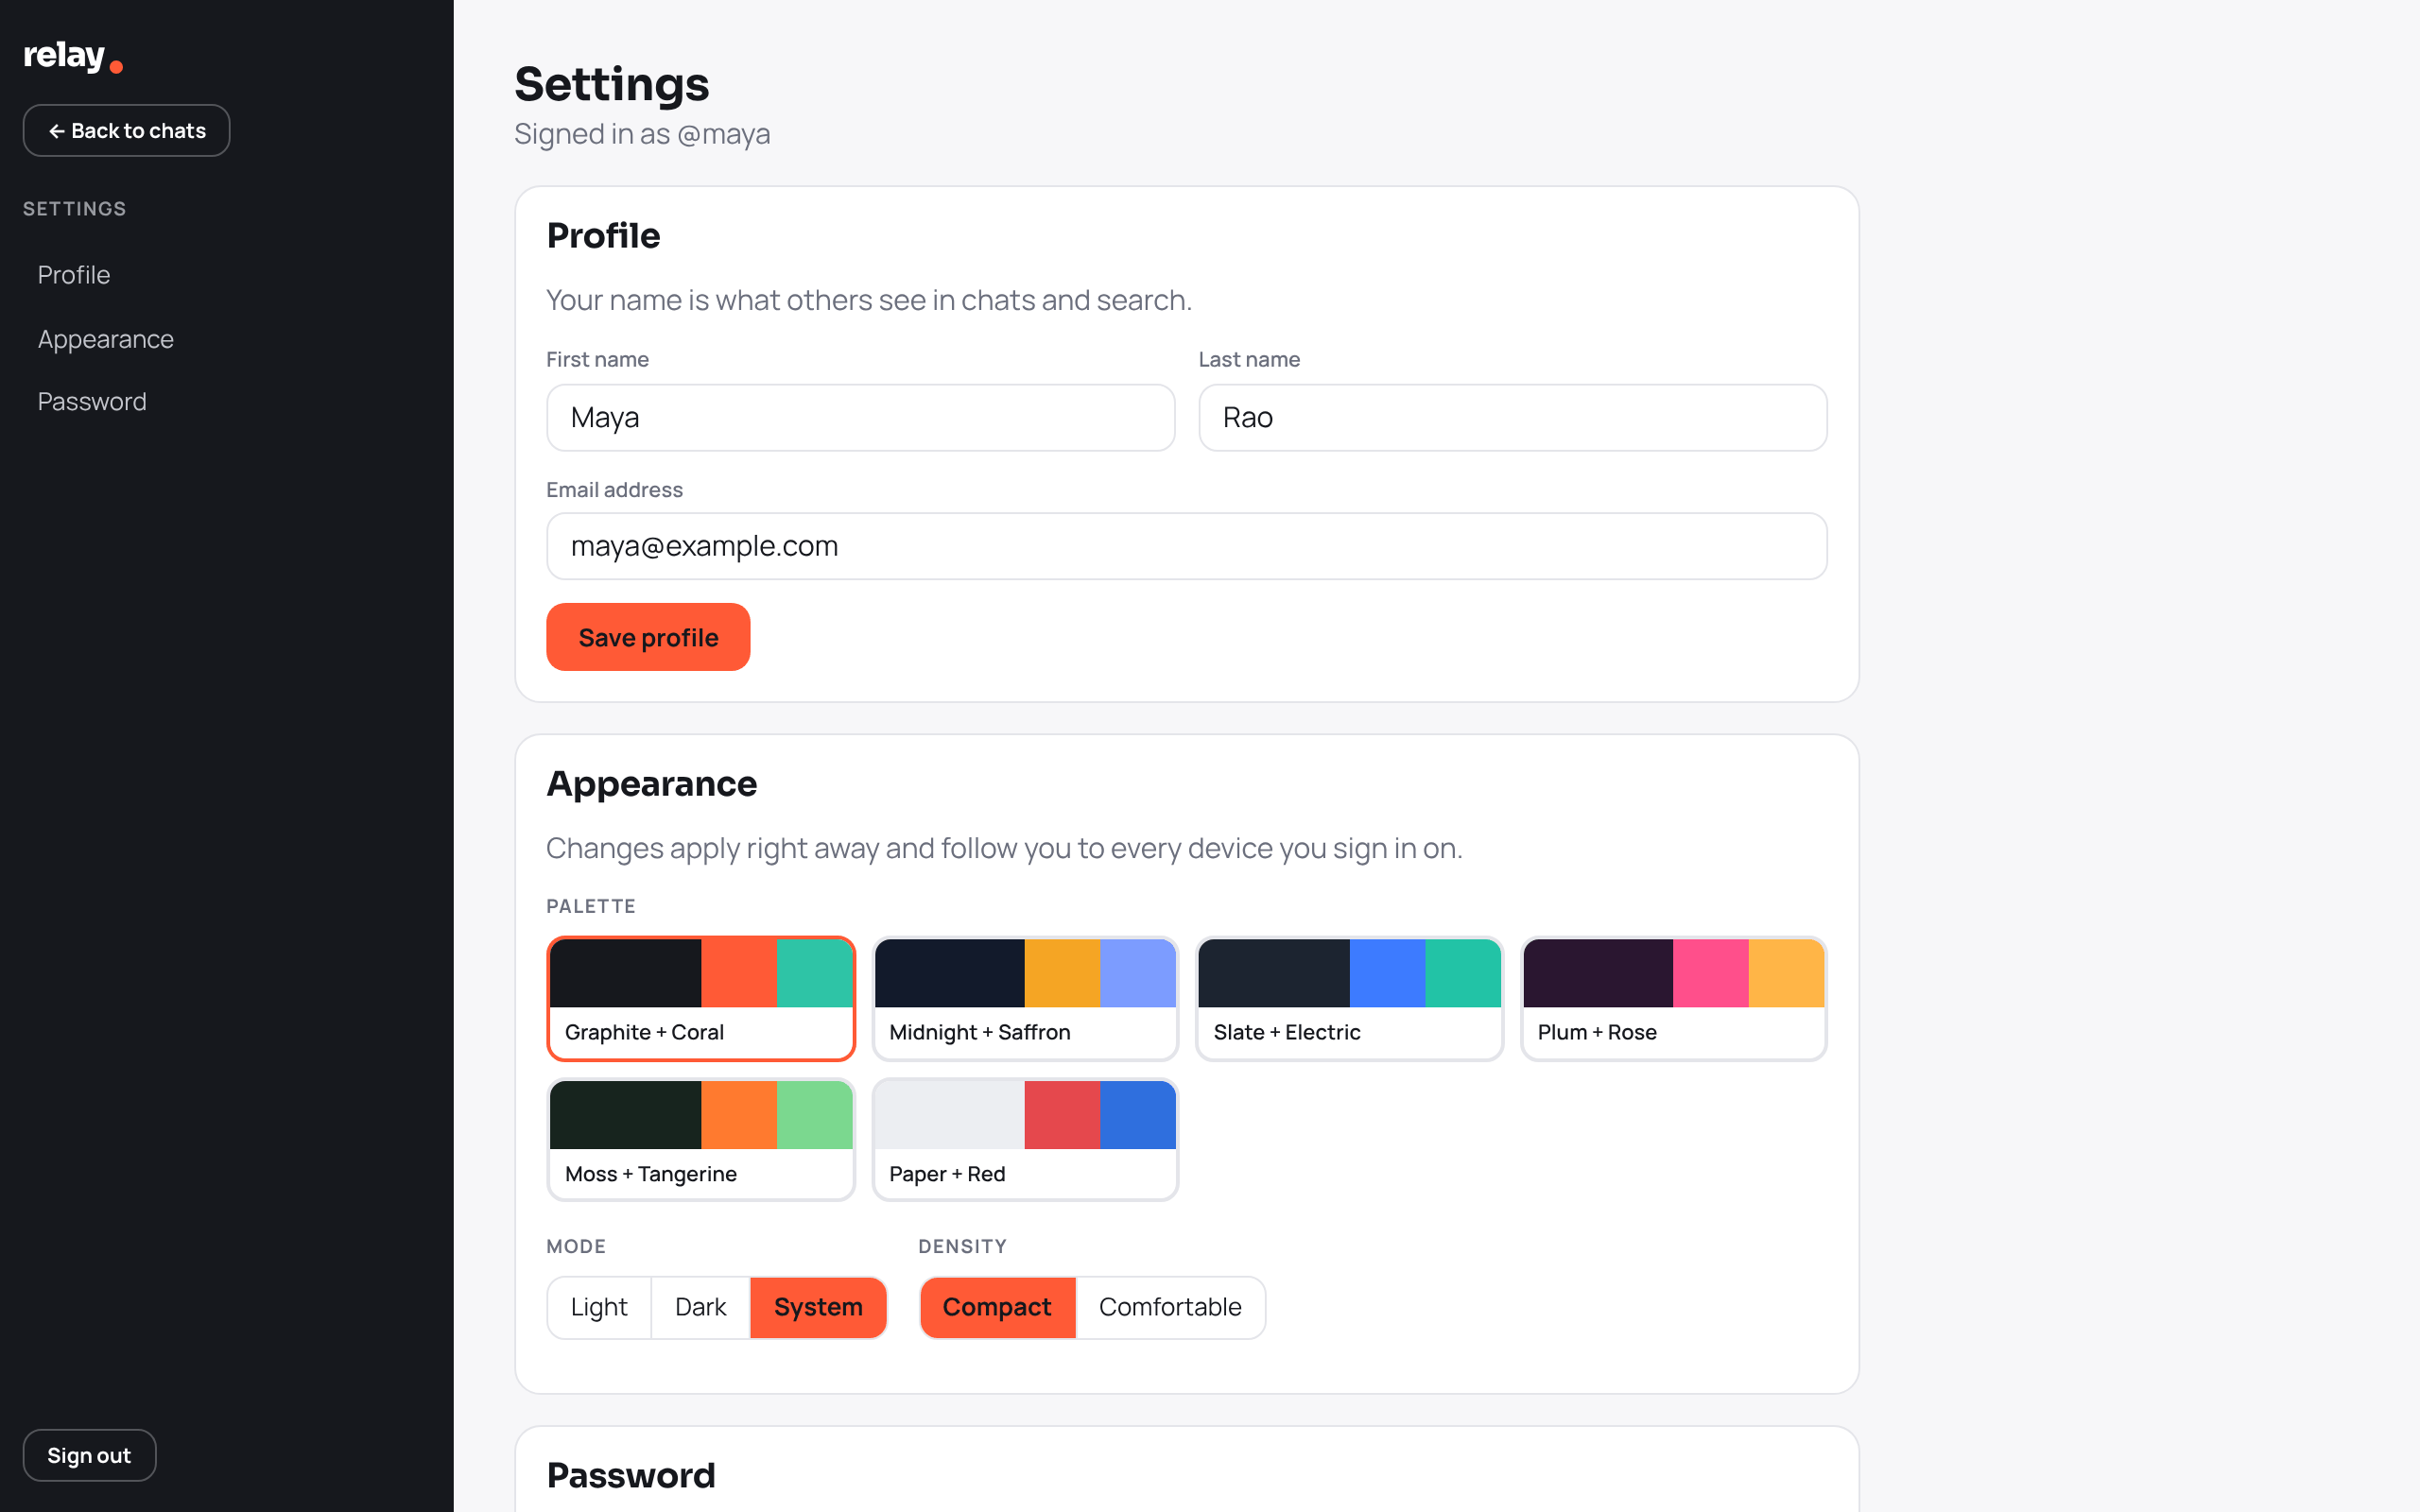 relay
← Back to chats
SETTINGS
Profile
Appearance
Password
Sign out
Settings
Signed in as @maya
Profile
Your name is what others see in chats and search.
First name
Last name
Maya
Rao
Email address
maya@example.com
Save profile
Appearance
Changes apply right away and follow you to every device you sign in on.
PALETTE
Graphite + Coral
Midnight + Saffron
Slate + Electric
Plum + Rose
Moss + Tangerine
Paper + Red
MODE
DENSITY
Light
Dark
System
Compact
Comfortable
Password